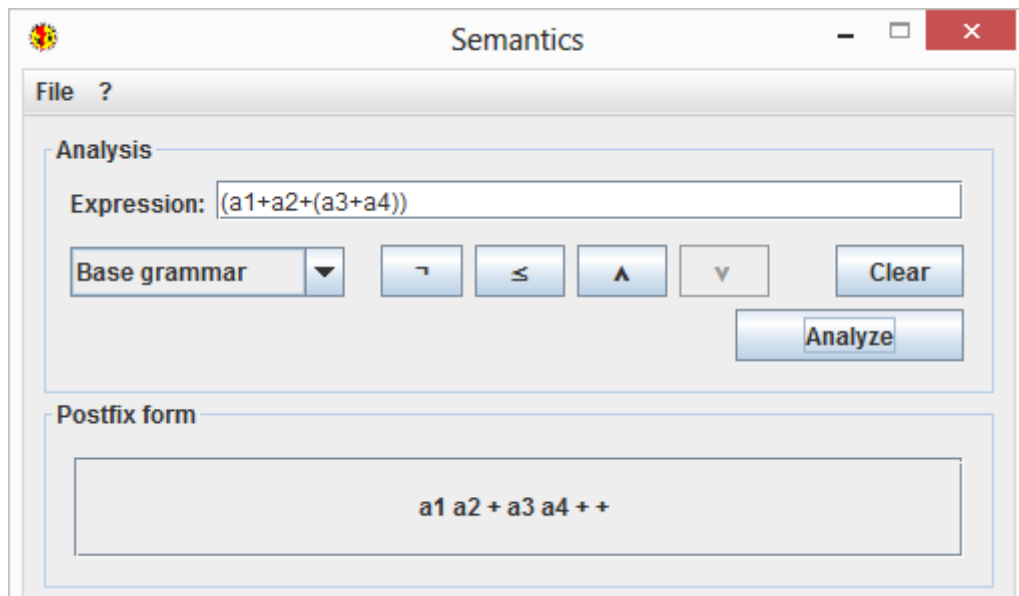 Semantics
File ?
Analysis
Expression: (a1+a2+(a3+a4))
Base grammar ¬ ≤ ∧ ∨ Clear
Analyze
Postfix form
a1 a2 + a3 a4 + +